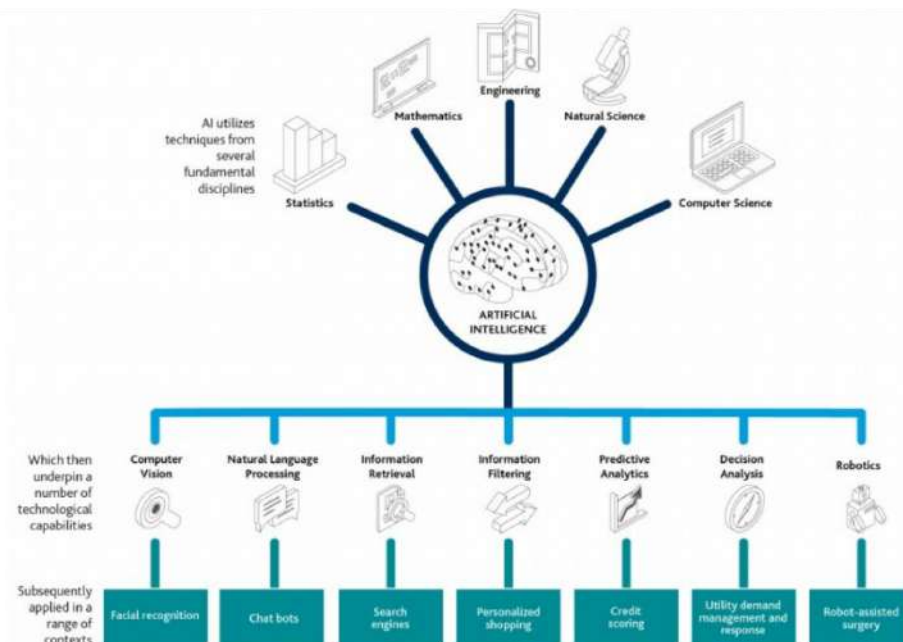 Engineering
Mathematics
Natural Science
AI utilizes
techniques from
several
fundamental
disciplines
Statistics
Computer Science
ARTIFICIAL
INTELLIGENCE
Which then
underpin a
number of
technological
capabilities
Computer
Vision
Natural Language
Processing
Information
Retrieval
Information
Filtering
Predictive
Analytics
Decision
Analysis
Robotics
Subsequently
applied in a
range of
contexts
Facial recognition
Chat bots
Search
engines
Personalized
shopping
Credit
scoring
Utility demand
management and
response
Robot-assisted
surgery